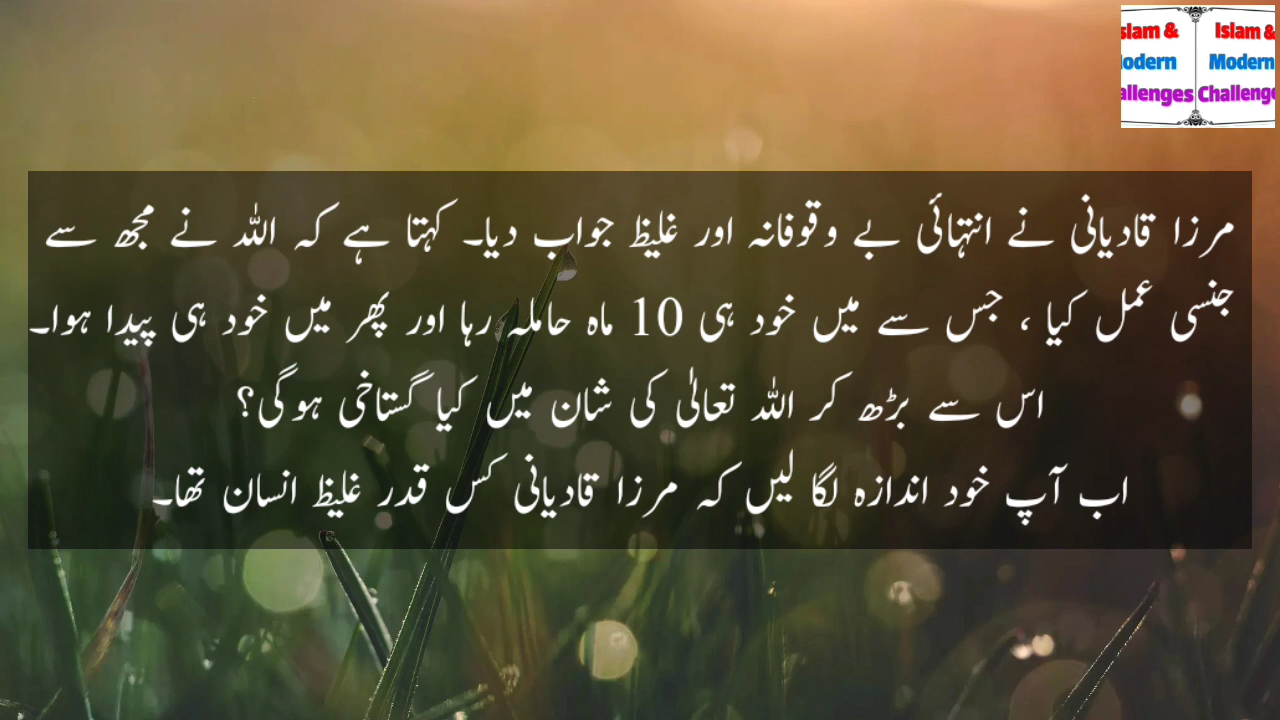 Islam &
Modern
Challenges
مرزا قادیانی نے انتہائی بے وقوفانہ اور غلیظ جواب دیا۔ کہتا ہے کہ اللہ نے مجھ سے
جنسی عمل کیا ، جس سے میں خود ہی 10 ماہ حاملہ رہا اور پھر میں خود ہی پیدا ہوا۔
اس سے بڑھ کر اللہ تعالٰی کی شان میں کیا گستاخی ہوگی؟
اب آپ خود اندازہ لگا لیں کہ مرزا قادیانی کس قدر غلیظ انسان تھا۔